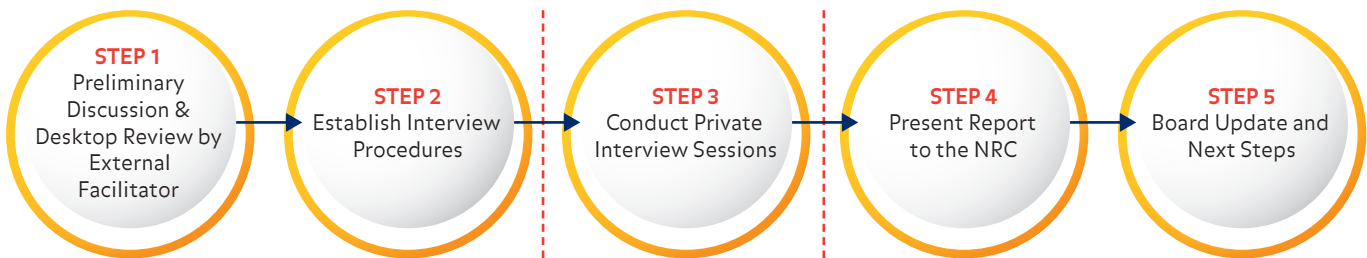 STEP 1
Preliminary
Discussion &
Desktop Review by
External
Facilitator
STEP 2
Establish Interview
Procedures
STEP 3
Conduct Private
Interview Sessions
STEP 4
Present Report
to the NRC
STEP 5
Board Update and
Next Steps